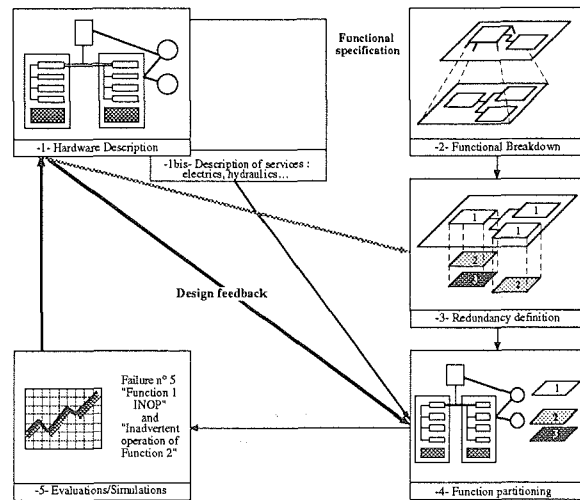 Functional
specification
-1- Hardware Description
-1bis- Description of services :
electrics, hydraulics...
-2- Functional Breakdown
1
1
1
2
3
2
-3- Redundancy definition
Design feedback
Failure n° 5
"Function 1
INOP"
and
"Inadvertent
operation of
Function 2"
-5- Evaluations/Simulations
1
2
3
-4- Function partitioning